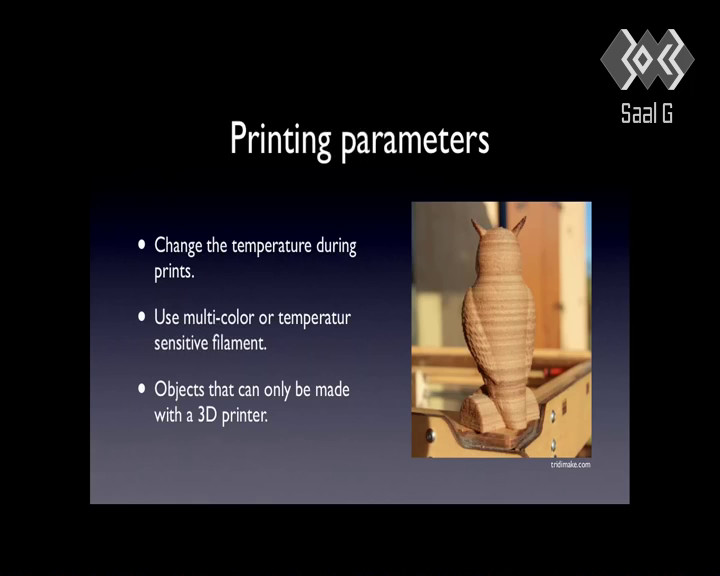 Saal G
Printing parameters
• Change the temperature during
prints.
• Use multi-color or temperatur
sensitive filament.
• Objects that can only be made
with a 3D printer.
tridimake.com